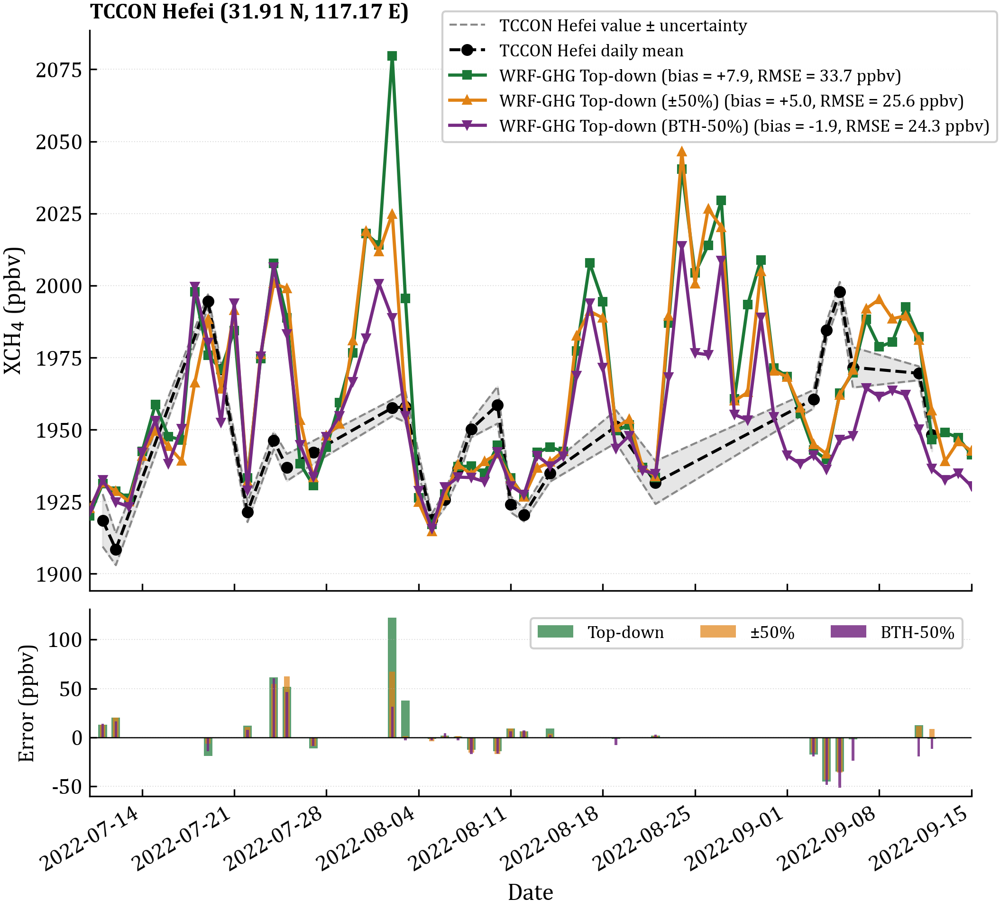 TCCON Hefei (31.91 N, 117.17 E)
TCCON Hefei value ± uncertainty
TCCON Hefei daily mean
WRF-GHG Top-down (bias = +7.9, RMSE = 33.7 ppbv)
WRF-GHG Top-down (±50%) (bias = +5.0, RMSE = 25.6 ppbv)
WRF-GHG Top-down (BTH-50%) (bias = -1.9, RMSE = 24.3 ppbv)
XCH₄ (ppbv)
2075
2050
2025
2000
1975
1950
1925
1900
Top-down
±50%
BTH-50%
Error (ppbv)
100
50
0
-50
2022-07-14
2022-07-21
2022-07-28
2022-08-04
2022-08-11
2022-08-18
2022-08-25
2022-09-01
2022-09-08
2022-09-15
Date